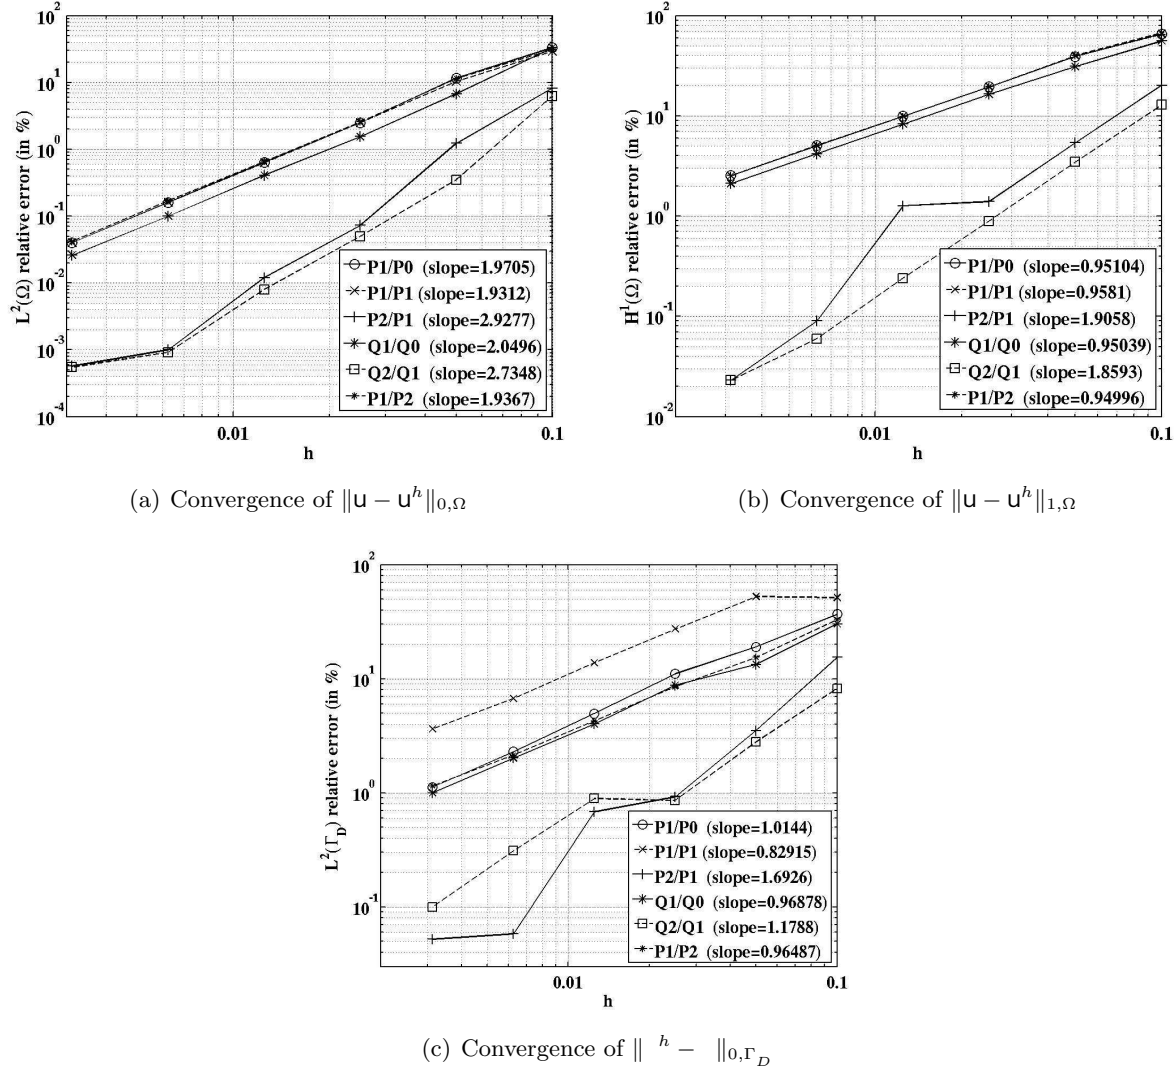 10^2
10^1
10^0
10^-1
10^-2
10^-3
10^-4
L^2(Ω) relative error (in %)
0.01
0.1
h
P1/P0 (slope=1.9705)
P1/P1 (slope=1.9312)
P2/P1 (slope=2.9277)
Q1/Q0 (slope=2.0496)
Q2/Q1 (slope=2.7348)
P1/P2 (slope=1.9367)
(a) Convergence of ‖u − u^h‖_{0,Ω}
10^2
10^1
10^0
10^-1
10^-2
H^1(Ω) relative error (in %)
0.01
0.1
h
P1/P0 (slope=0.95104)
P1/P1 (slope=0.9581)
P2/P1 (slope=1.9058)
Q1/Q0 (slope=0.95039)
Q2/Q1 (slope=1.8593)
P1/P2 (slope=0.94996)
(b) Convergence of ‖u − u^h‖_{1,Ω}
10^2
10^1
10^0
10^-1
L^2(Γ_D) relative error (in %)
0.01
0.1
h
P1/P0 (slope=1.0144)
P1/P1 (slope=0.82915)
P2/P1 (slope=1.6926)
Q1/Q0 (slope=0.96878)
Q2/Q1 (slope=1.1788)
P1/P2 (slope=0.96487)
(c) Convergence of ‖ ^h − ‖_{0,Γ_D}